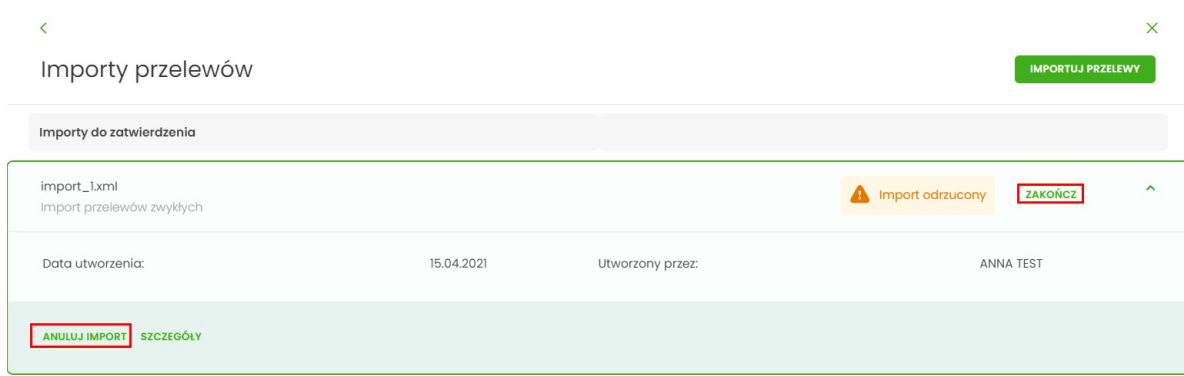 Importy przelewów
IMPORTUJ PRZELEWY
Importy do zatwierdzenia
import_1.xml
Import przelewów zwykłych
Import odrzucony
ZAKOŃCZ
Data utworzenia: 15.04.2021 Utworzony przez: ANNA TEST
ANULUJ IMPORT SZCZEGÓŁY